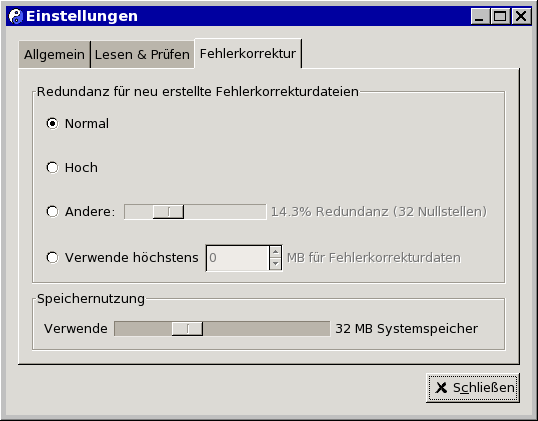 Einstellungen
Allgemein Lesen & Prüfen Fehlerkorrektur
Redundanz für neu erstellte Fehlerkorrekturdateien
Normal
Hoch
Andere: 14.3% Redundanz (32 Nullstellen)
Verwende höchstens 0 MB für Fehlerkorrekturdaten
Speichernutzung
Verwende 32 MB Systemspeicher
Schließen